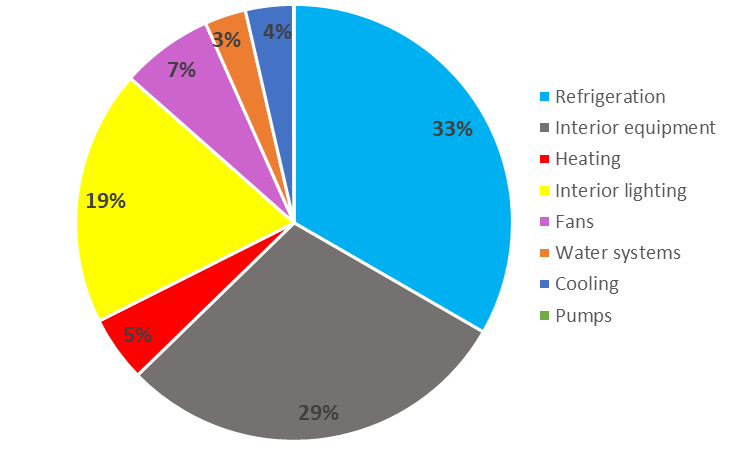 4%
3%
7%
33%
19%
5%
29%
Refrigeration
Interior equipment
Heating
Interior lighting
Fans
Water systems
Cooling
Pumps